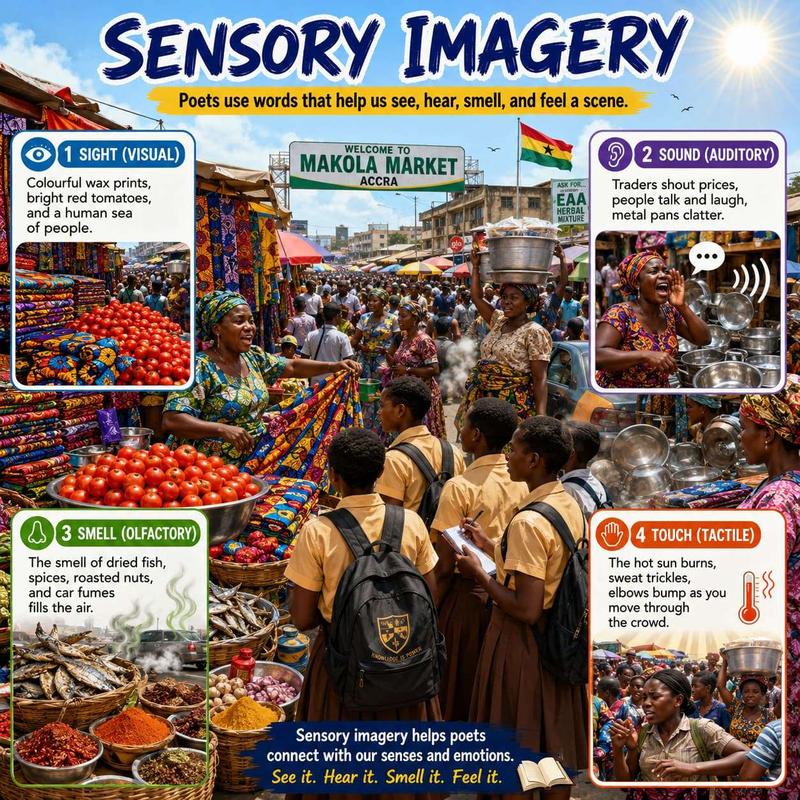 SENSORY IMAGERY
Poets use words that help us see, hear, smell, and feel a scene.
1 SIGHT (VISUAL)
Colourful wax prints,
bright red tomatoes,
and a human sea
of people.
2 SOUND (AUDITORY)
Traders shout prices,
people talk and laugh,
metal pans clatter.
WELCOME TO
MAKOLA MARKET
ACCRA
ASK FOR...
EAA
HERBAL
MIXTURE
glo
3 SMELL (OLFACTORY)
The smell of dried fish,
spices, roasted nuts,
and car fumes
fills the air.
4 TOUCH (TACTILE)
The hot sun burns,
sweat trickles,
elbows bump as you
move through
the crowd.
KNOWLEDGE IS POWER
Sensory imagery helps poets
connect with our senses and emotions.
See it. Hear it. Smell it. Feel it.